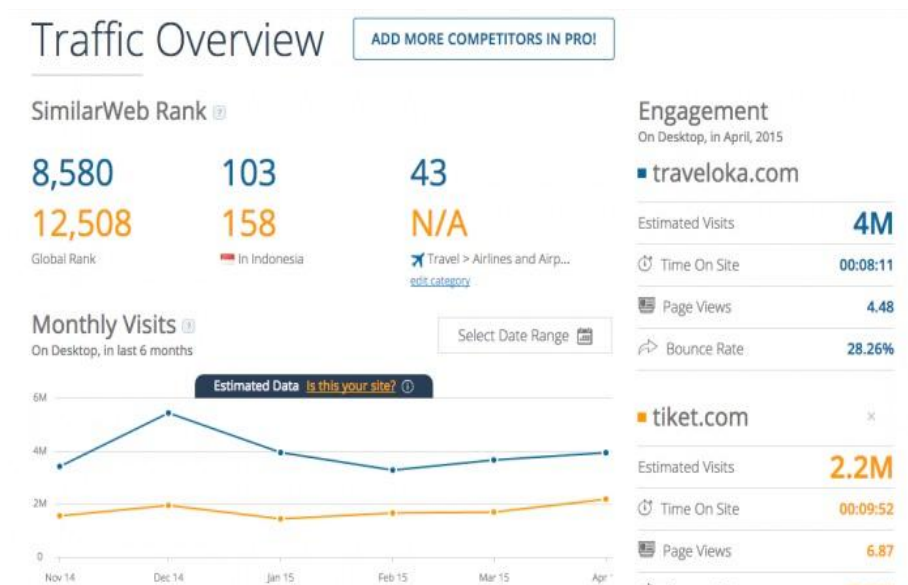 Traffic Overview
ADD MORE COMPETITORS IN PRO!
SimilarWeb Rank ?
8,580 103 43
12,508 158 N/A
Global Rank In Indonesia Travel > Airlines and Airp...
edit category
Monthly Visits ?
On Desktop, in last 6 months
Select Date Range
Estimated Data Is this your site?
6M
4M
2M
0
Nov 14 Dec 14 Jan 15 Feb 15 Mar 15 Apr
Engagement
On Desktop, in April, 2015
traveloka.com
Estimated Visits 4M
Time On Site 00:08:11
Page Views 4.48
Bounce Rate 28.26%
tiket.com ×
Estimated Visits 2.2M
Time On Site 00:09:52
Page Views 6.87